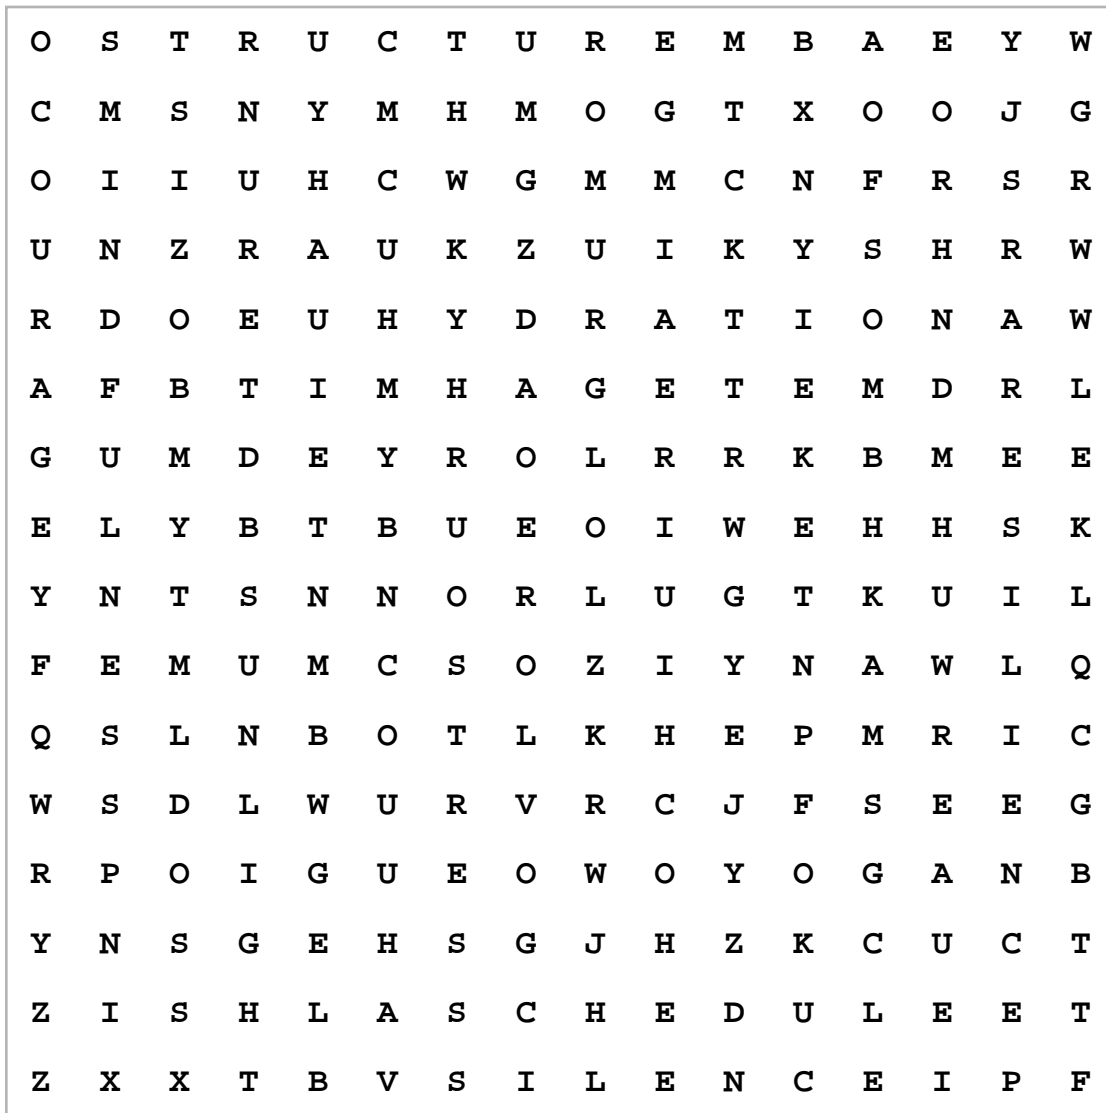 O S T R U C T U R E M B A E Y W
C M S N Y M H M O G T X O O J G
O I I U H C W G M M C N F R S R
U N Z R A U K Z U I K Y S H R W
R D O E U H Y D R A T I O N A W
A F B T I M H A G E T E M D R L
G U M D E Y R O L R R K B M E E
E L Y B T B U E O I W E H H S K
Y N T S N N O R L U G T K U I L
F E M U M C S O Z I Y N A W L Q
Q S L N B O T L K H E P M R I C
W S D L W U R V R C J F S E E G
R P O I G U E O W O Y O G A N B
Y N S G E H S G J H Z K C U C T
Z I S H L A S C H E D U L E E T
Z X X T B V S I L E N C E I P F